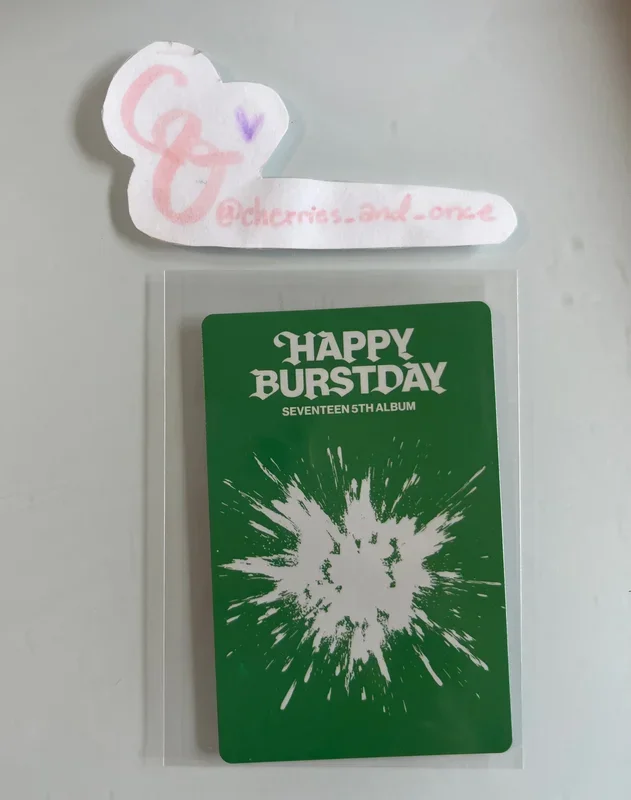 C&O
@cherries_and_once
HAPPY
BURSTDAY
SEVENTEEN 5TH ALBUM